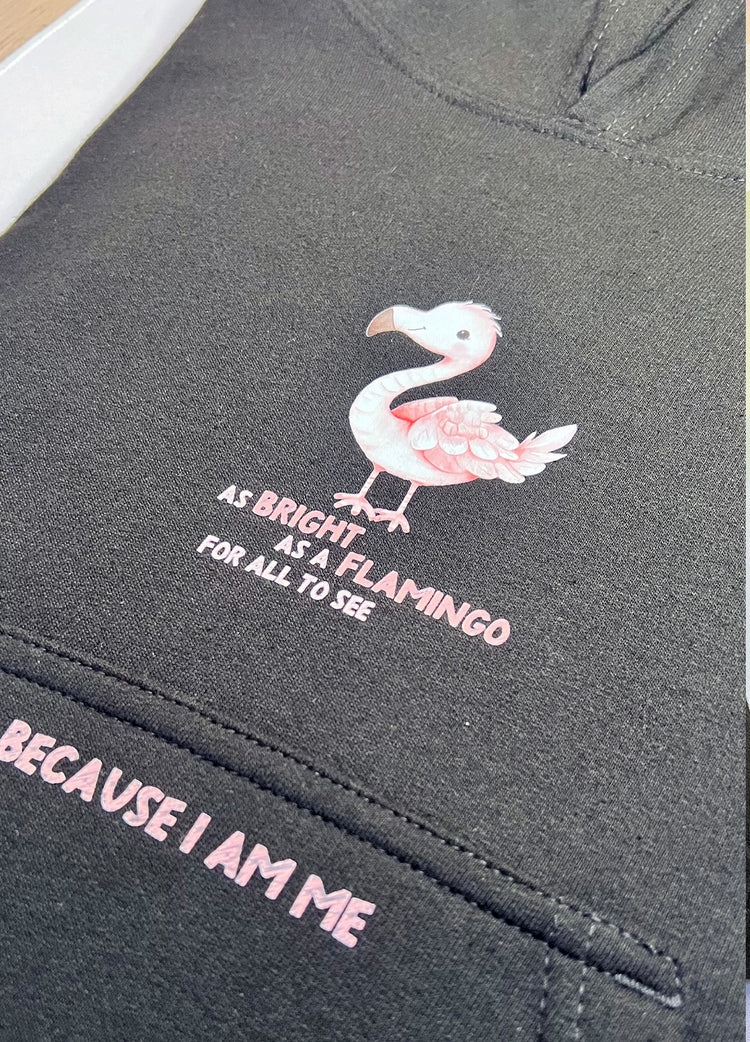 AS BRIGHT
AS A FLAMINGO
FOR ALL TO SEE
BECAUSE I AM ME